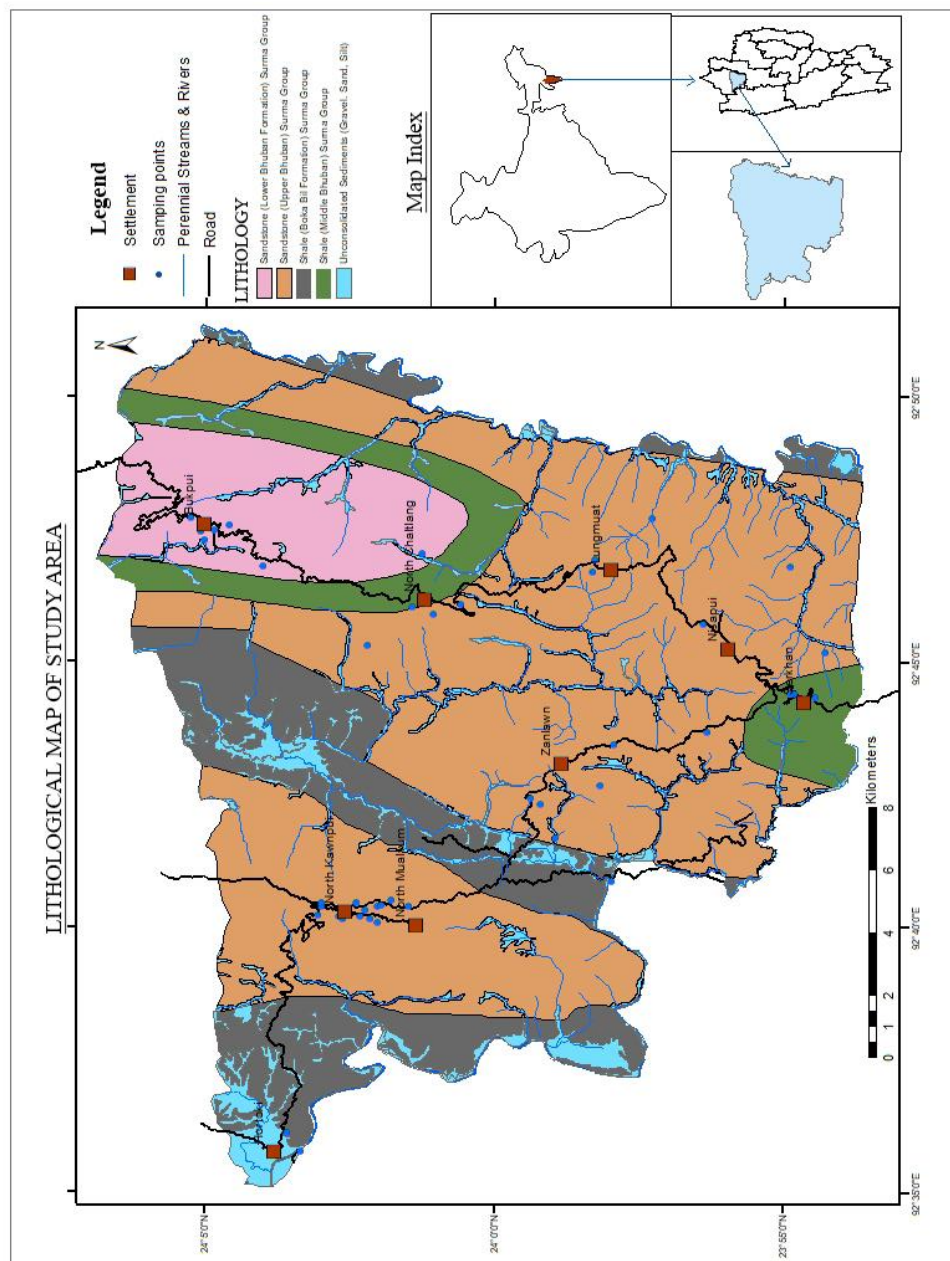 LITHOLOGICAL MAP OF STUDY AREA
N
24°5'0"N
24°0'0"N
23°55'0"N
92°35'0"E
92°40'0"E
92°45'0"E
92°50'0"E
Bukpui
North Chaltlang
Lungmuat
Nisapui
Zanlawn
North Kawnpui
North Mualvum
0 1 2 4 6 8
Kilometers
Legend
Settlement
Samping points
Perennial Streams & Rivers
Road
LITHOLOGY
Sandstone (Lower Bhuban Formation) Surma Group
Sandstone (Upper Bhuban) Surma Group
Shale (Boka Bil Formation) Surma Group
Shale (Middle Bhuban) Surma Group
Unconsolidated Sediments (Gravel, Sand, Silt)
Map Index